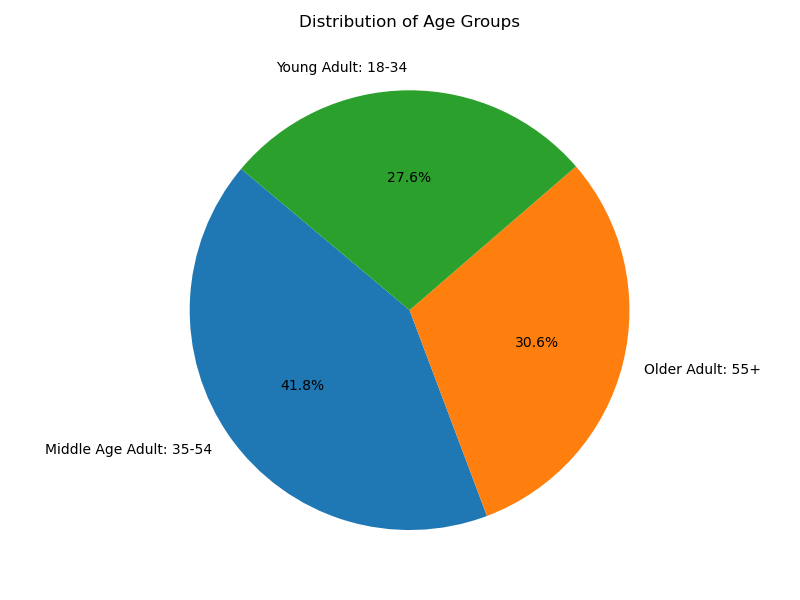 Distribution of Age Groups
Young Adult: 18-34
27.6%
30.6%
Older Adult: 55+
41.8%
Middle Age Adult: 35-54